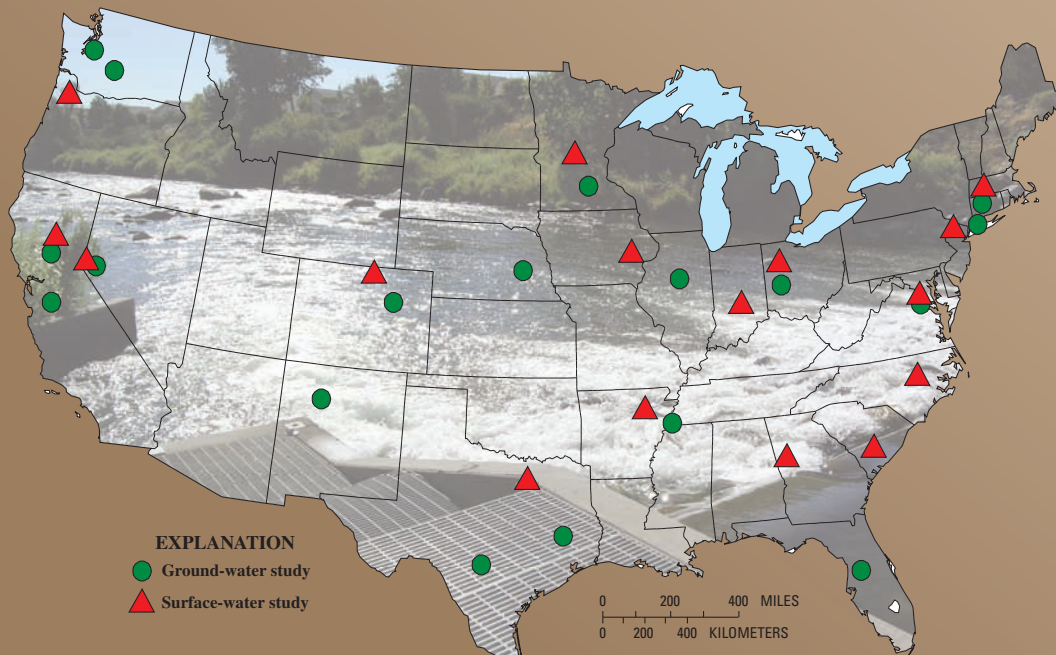 EXPLANATION
Ground-water study
Surface-water study
0 200 400 MILES
0 200 400 KILOMETERS